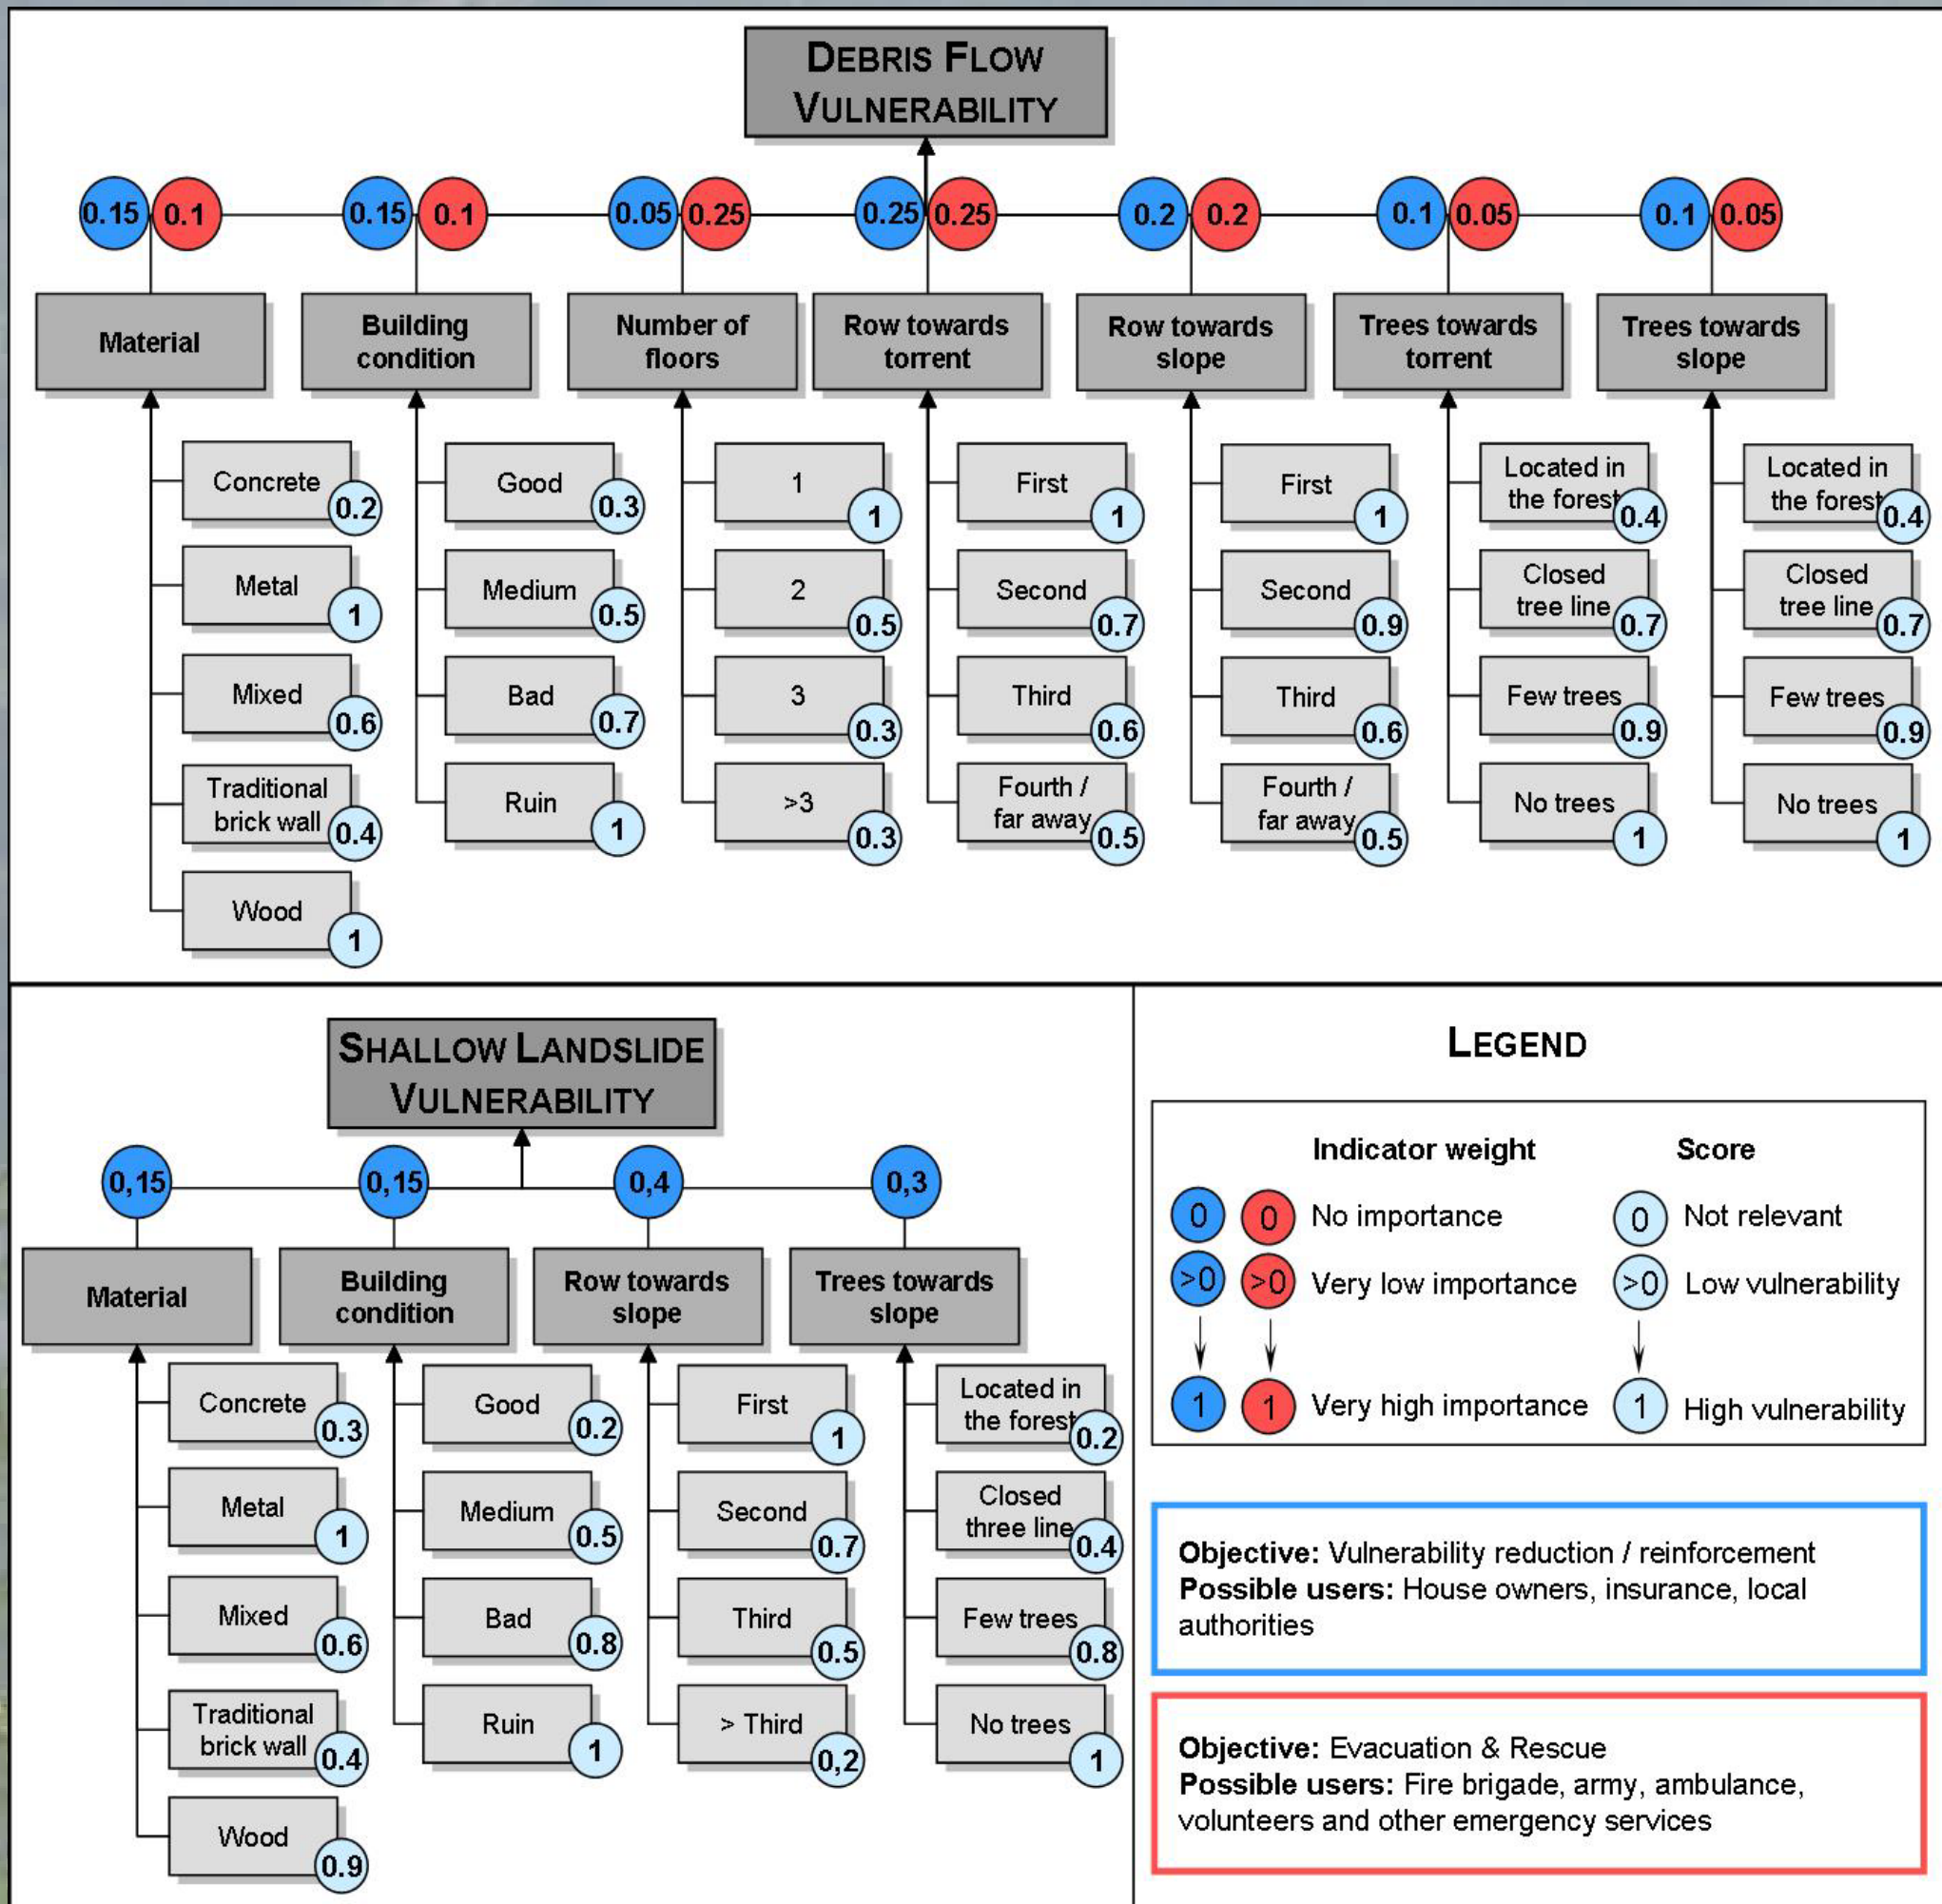 DEBRIS FLOW
VULNERABILITY
0.15 0.1 0.15 0.1 0.05 0.25 0.25 0.25 0.2 0.2 0.1 0.05 0.1 0.05
Material
Building
condition
Number of
floors
Row towards
torrent
Row towards
slope
Trees towards
torrent
Trees towards
slope
Concrete
0.2
Metal
1
Mixed
0.6
Traditional
brick wall
0.4
Wood
1
Good
0.3
Medium
0.5
Bad
0.7
Ruin
1
1
1
2
0.5
3
0.3
>3
0.3
First
1
Second
0.7
Third
0.6
Fourth /
far away
0.5
First
1
Second
0.9
Third
0.6
Fourth /
far away
0.5
Located in
the forest
0.4
Closed
tree line
0.7
Few trees
0.9
No trees
1
Located in
the forest
0.4
Closed
tree line
0.7
Few trees
0.9
No trees
1
SHALLOW LANDSLIDE
VULNERABILITY
0,15 0,15 0,4 0,3
Material
Building
condition
Row towards
slope
Trees towards
slope
Concrete
0.3
Metal
1
Mixed
0.6
Traditional
brick wall
0.4
Wood
0.9
Good
0.2
Medium
0.5
Bad
0.8
Ruin
1
First
1
Second
0.7
Third
0.5
> Third
0,2
Located in
the forest
0.2
Closed
three line
0.4
Few trees
0.8
No trees
1
LEGEND
Indicator weight Score
0 0 No importance 0 Not relevant
>0 >0 Very low importance >0 Low vulnerability
1 1 Very high importance 1 High vulnerability
Objective: Vulnerability reduction / reinforcement
Possible users: House owners, insurance, local
authorities
Objective: Evacuation & Rescue
Possible users: Fire brigade, army, ambulance,
volunteers and other emergency services